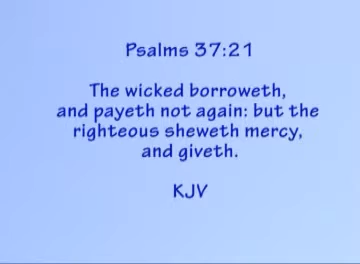 Psalms 37:21
The wicked borroweth,
and payeth not again: but the
righteous sheweth mercy,
and giveth.
KJV